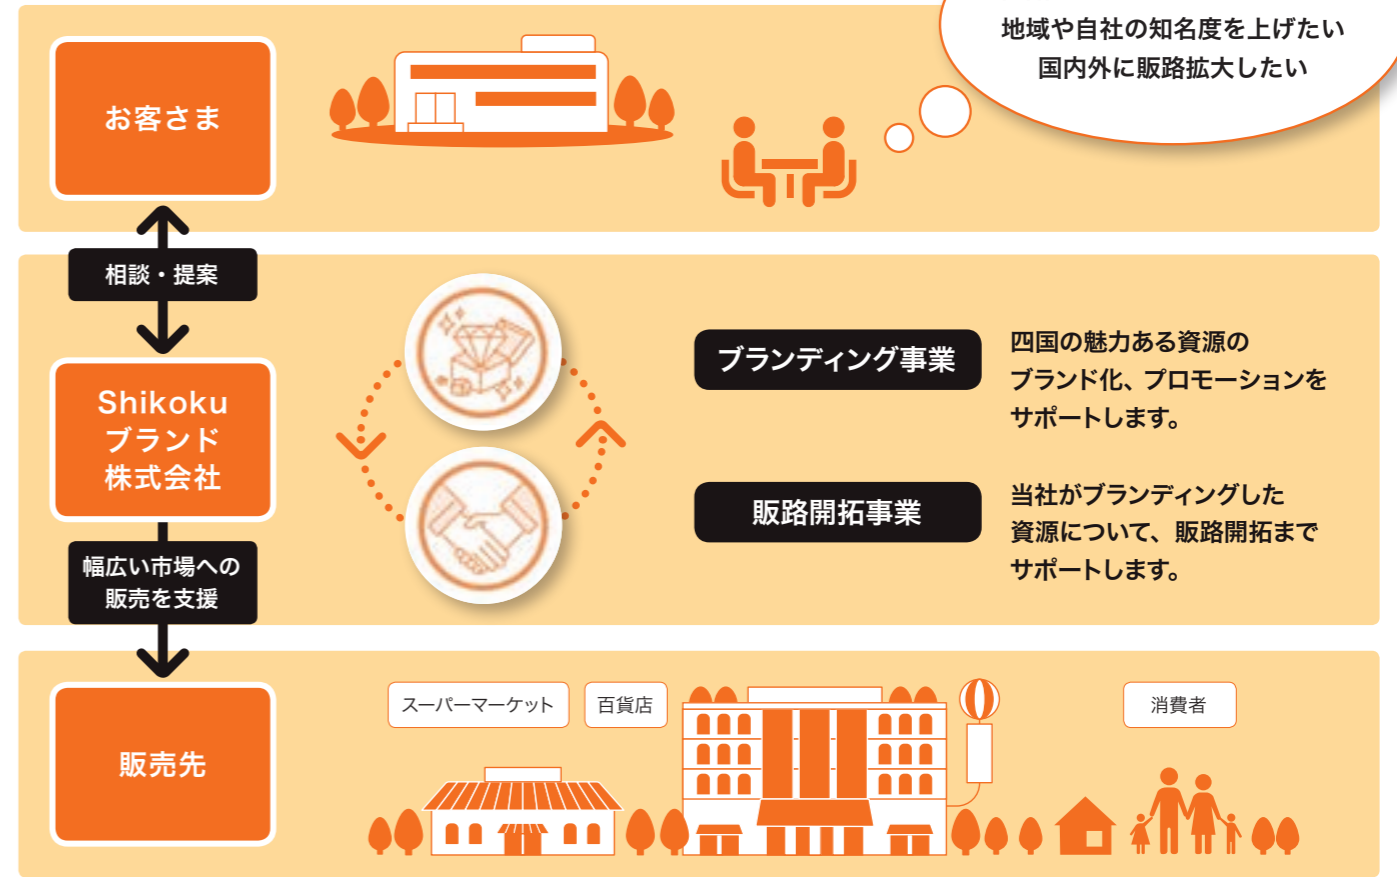 地域や自社の知名度を上げたい
国内外に販路拡大したい
お客さま
相談・提案
Shikoku
ブランド
株式会社
ブランディング事業
四国の魅力ある資源の
ブランド化、プロモーションを
サポートします。
販路開拓事業
当社がブランディングした
資源について、販路開拓まで
サポートします。
幅広い市場への
販売を支援
販売先
スーパーマーケット
百貨店
消費者